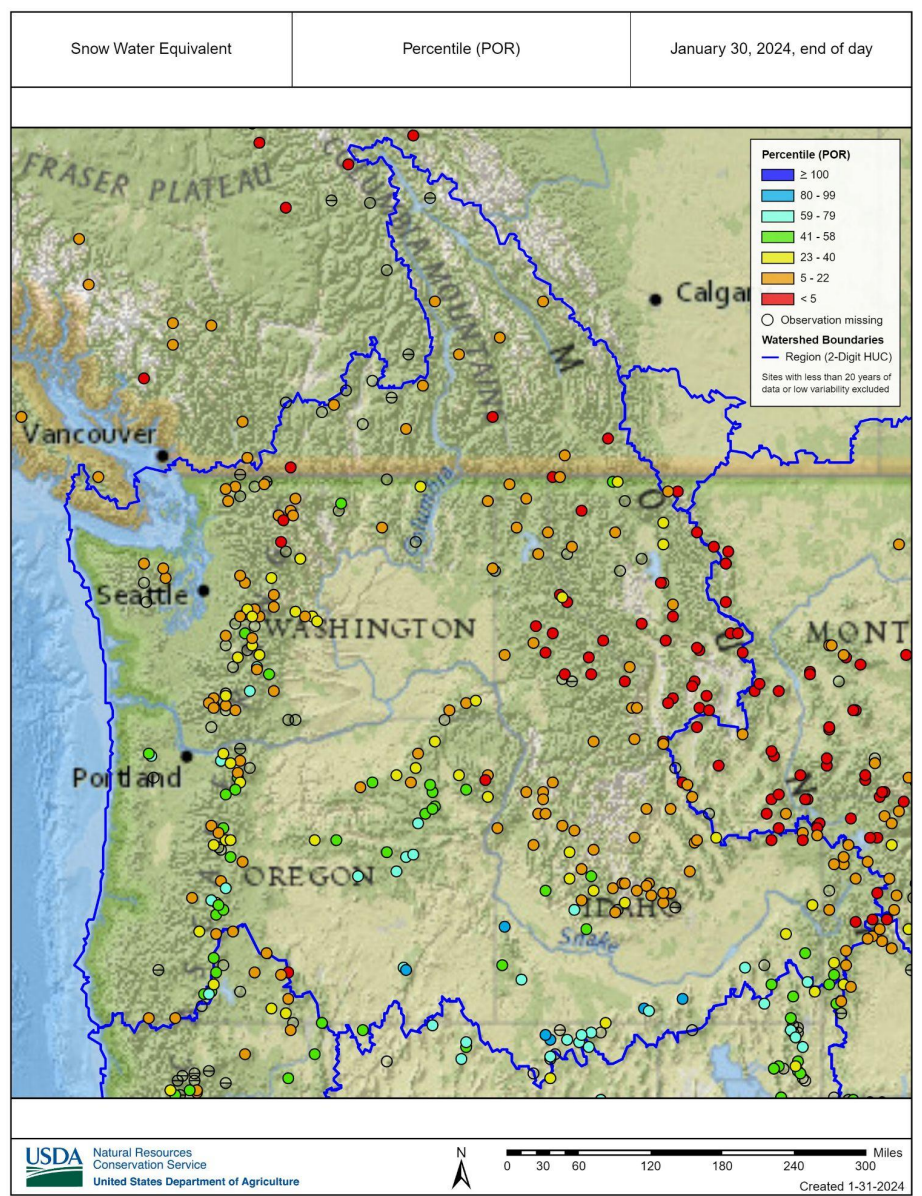 Snow Water Equivalent
Percentile (POR)
January 30, 2024, end of day
FRASER PLATEAU
Percentile (POR)
≥ 100
80 - 99
59 - 79
41 - 58
23 - 40
5 - 22
< 5
Observation missing
Watershed Boundaries
Region (2-Digit HUC)
Sites with less than 20 years of
data or low variability excluded
MOUNTAIN
Calgar
M
Vancouver
Columbia
O
Seattle
WASHINGTON
MONT
N
Portland
OREGON
IDAHO
Snake
USDA
Natural Resources
Conservation Service
United States Department of Agriculture
N
Miles
0 30 60 120 180 240 300
Created 1-31-2024